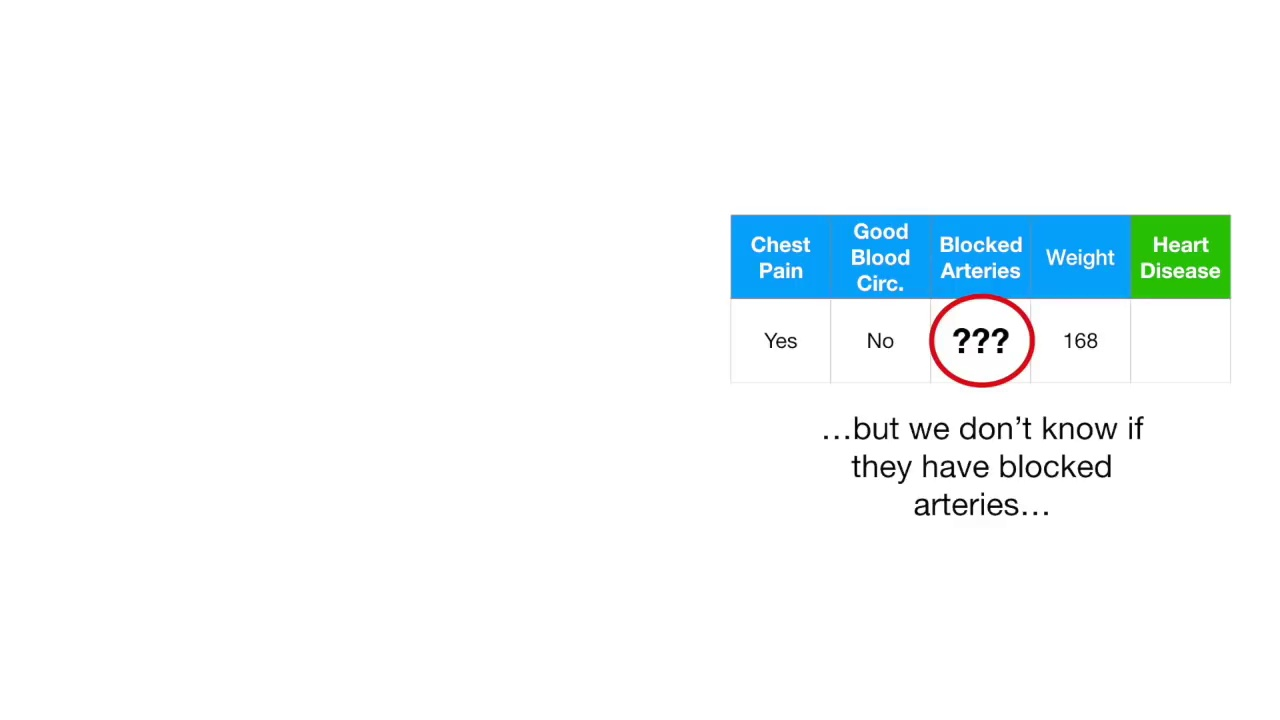 Chest Pain | Good Blood Circ. | Blocked Arteries | Weight | Heart Disease
Yes | No | ??? | 168 |
…but we don’t know if
they have blocked
arteries…